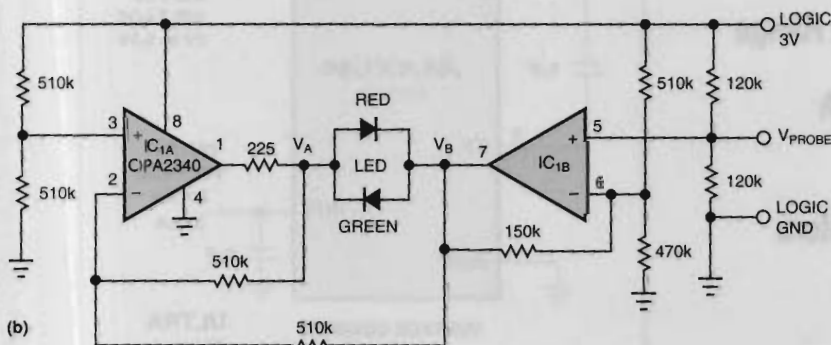 LOGIC
3V
510k
510k
120k
RED
3
+
IC1A
8
OPA2340
1
225
VA
VB
7
+
5
IC1B
VPROBE
LED
2
−
4
−
6
120k
510k
GREEN
150k
470k
LOGIC
GND
510k
(b)
510k
ULTRA